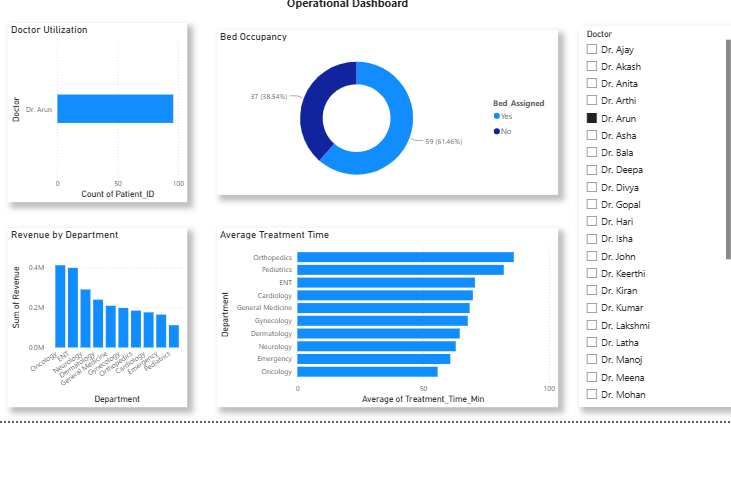 Operational Dashboard
Doctor Utilization
Doctor
Dr. Arun
0 50 100
Count of Patient_ID
Bed Occupancy
37 (38.54%)
59 (61.46%)
Bed_Assigned
Yes
No
Doctor
Dr. Ajay
Dr. Akash
Dr. Anita
Dr. Arthi
Dr. Arun
Dr. Asha
Dr. Bala
Dr. Deepa
Dr. Divya
Dr. Gopal
Dr. Hari
Dr. Isha
Dr. John
Dr. Keerthi
Dr. Kiran
Dr. Kumar
Dr. Lakshmi
Dr. Latha
Dr. Manoj
Dr. Meena
Dr. Mohan
Revenue by Department
Sum of Revenue
0.4M
0.2M
0.0M
Oncology
ENT
Neurology
Dermatology
General Medicine
Gynecology
Orthopedics
Cardiology
Emergency
Pediatrics
Department
Average Treatment Time
Department
Orthopedics
Pediatrics
ENT
Cardiology
General Medicine
Gynecology
Dermatology
Neurology
Emergency
Oncology
0 50 100
Average of Treatment_Time_Min